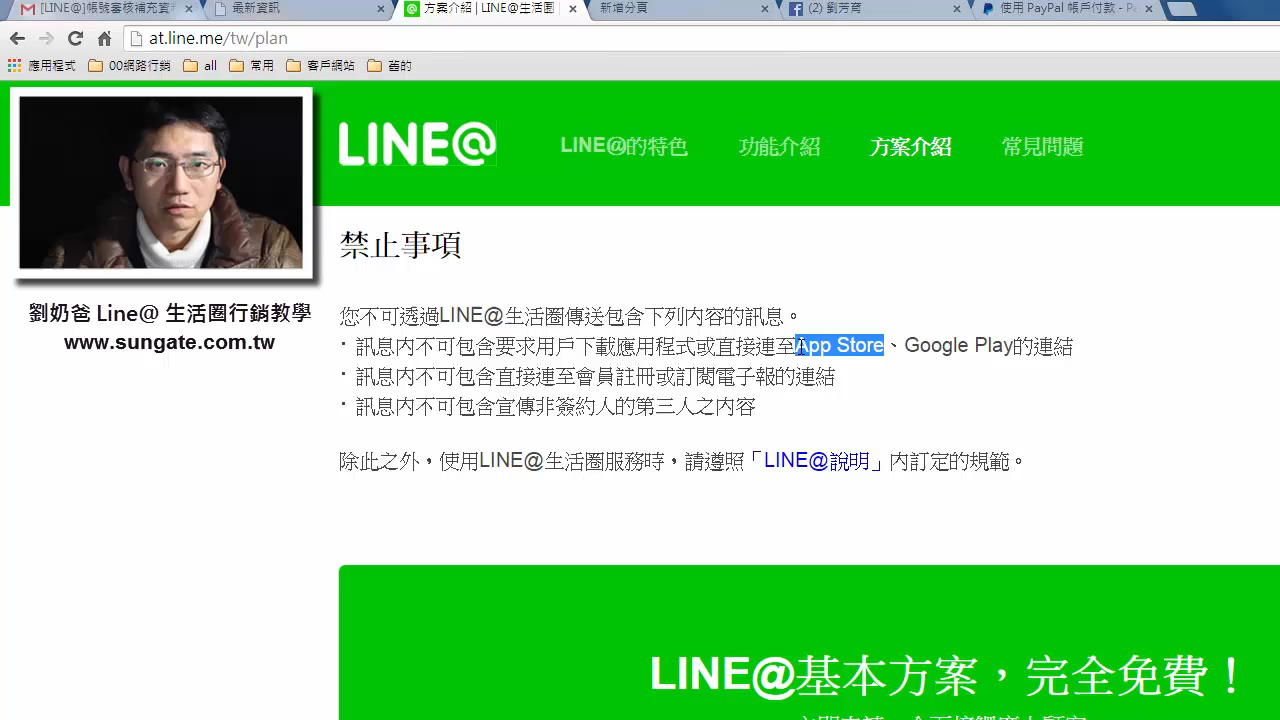 [LINE@]帳號審核補充資料
最新資訊
方案介紹 | LINE@生活圈
新增分頁
(2) 劉芳育
使用 PayPal 帳戶付款 - Pa
at.line.me/tw/plan
應用程式
00網路行銷
all
常用
客戶網站
舊的
LINE@
LINE@的特色
功能介紹
方案介紹
常見問題
劉奶爸 Line@ 生活圈行銷教學
www.sungate.com.tw
禁止事項
您不可透過LINE@生活圈傳送包含下列內容的訊息。
・訊息內不可包含要求用戶下載應用程式或直接連至App Store、Google Play的連結
・訊息內不可包含直接連至會員註冊或訂閱電子報的連結
・訊息內不可包含宣傳非簽約人的第三人之內容
除此之外，使用LINE@生活圈服務時，請遵照「LINE@說明」內訂定的規範。
LINE@基本方案，完全免費！